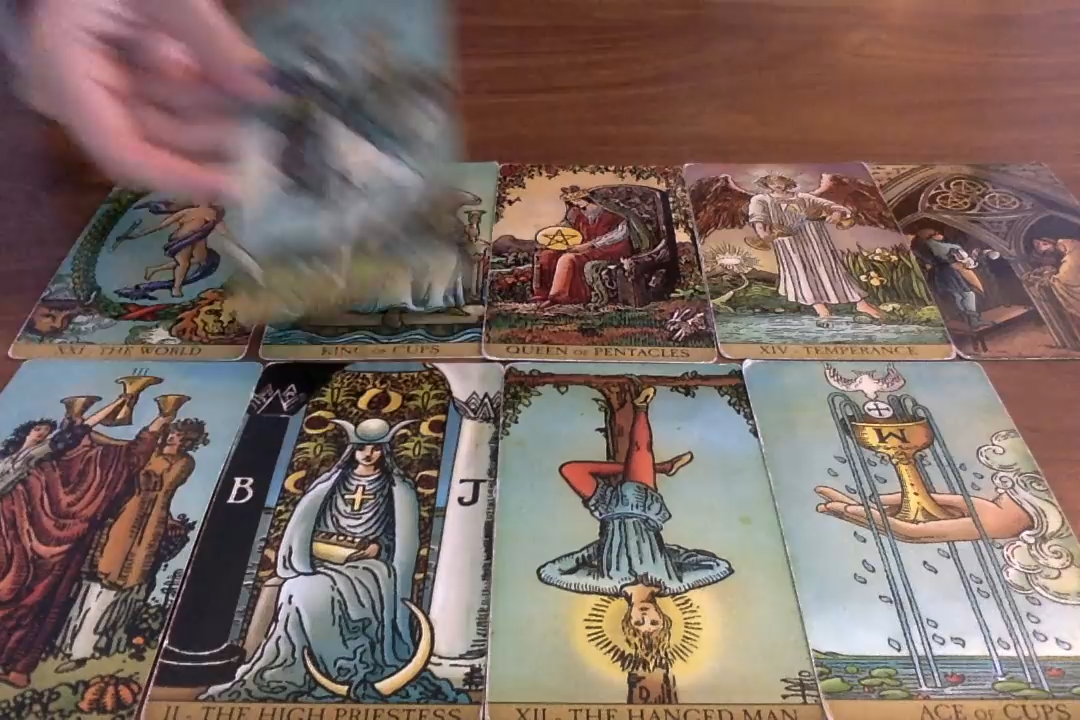 XXI THE WORLD
KING OF CUPS
QUEEN OF PENTACLES
XIV - TEMPERANCE
III
B
J
II - THE HIGH PRIESTESS
XII - THE HANGED MAN
ACE OF CUPS